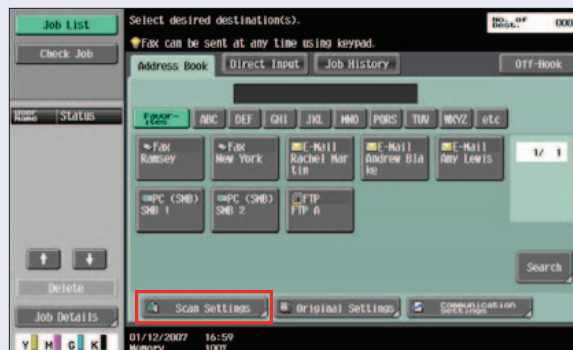 Job List
Check Job
User Name Status
Delete
Job Details
Y M C K
Select desired destination(s).
No. of Dest. 000
Fax can be sent at any time using keypad.
Address Book Direct Input Job History Off-Hook
Favor-ites ABC DEF GHI JKL MNO PQRS TUV WXYZ etc
Fax Ramsey
Fax New York
E-Mail Rachel Mar tin
E-Mail Andrew Bla ke
E-Mail Amy Lewis
1/ 1
PC (SMB) SMB 1
PC (SMB) SMB 2
FTP FTP A
Search
Scan Settings Original Settings Communication Settings
01/12/2007 16:59
Memory 100%